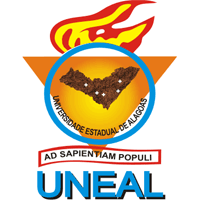 UNIVERSIDADE ESTADUAL DE ALAGOAS
AD SAPIENTIAM POPULI
UNEAL